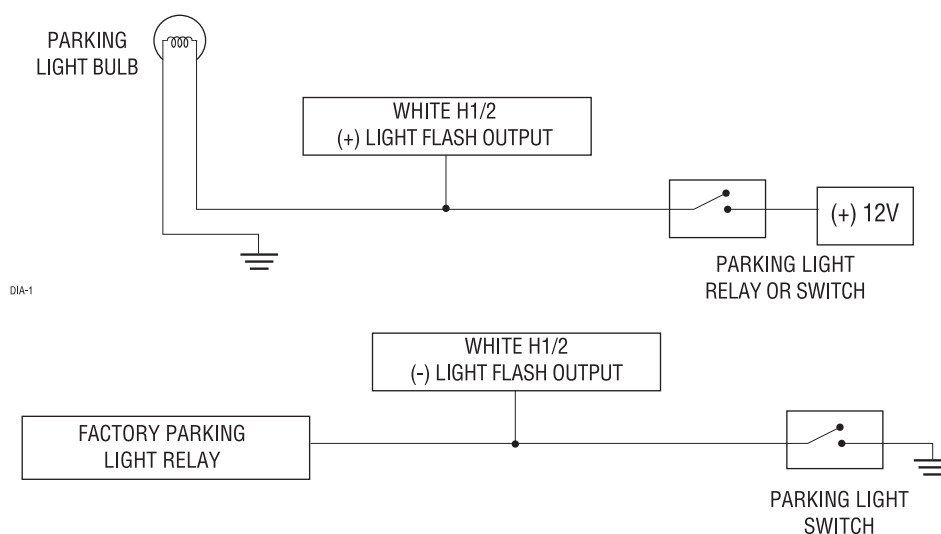 PARKING
LIGHT BULB
WHITE H1/2
(+) LIGHT FLASH OUTPUT
(+) 12V
PARKING LIGHT
RELAY OR SWITCH
DIA-1
WHITE H1/2
(-) LIGHT FLASH OUTPUT
FACTORY PARKING
LIGHT RELAY
PARKING LIGHT
SWITCH